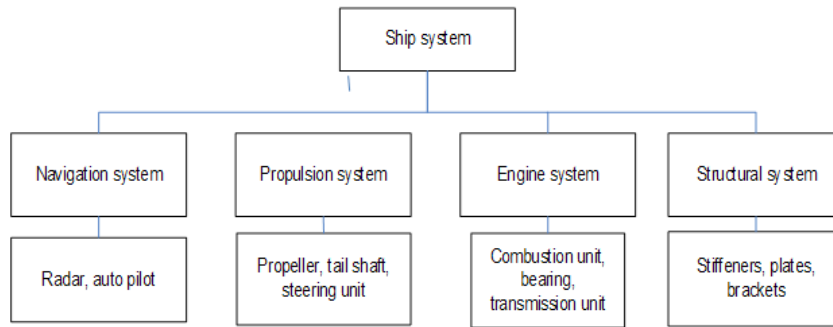 Ship system
Navigation system
Propulsion system
Engine system
Structural system
Radar, auto pilot
Propeller, tail shaft,
steering unit
Combustion unit,
bearing,
transmission unit
Stiffeners, plates,
brackets